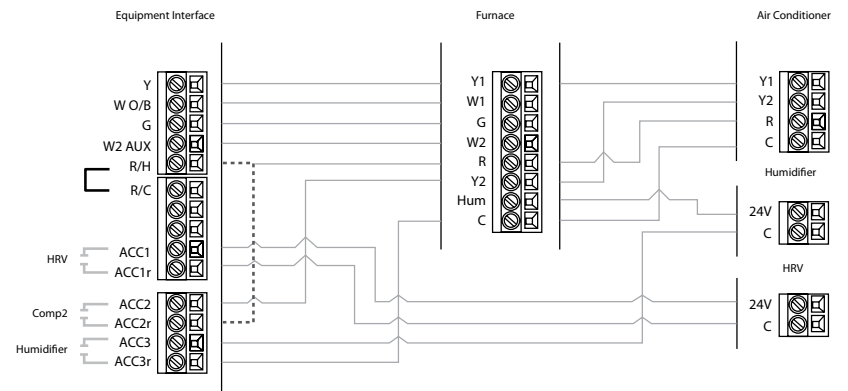 Equipment Interface
Furnace
Air Conditioner
Y
W O/B
G
W2 AUX
R/H
R/C
HRV
ACC1
ACC1r
Comp2
ACC2
ACC2r
Humidifier
ACC3
ACC3r
Y1
W1
G
W2
R
Y2
Hum
C
Y1
Y2
R
C
Humidifier
24V
C
HRV
24V
C